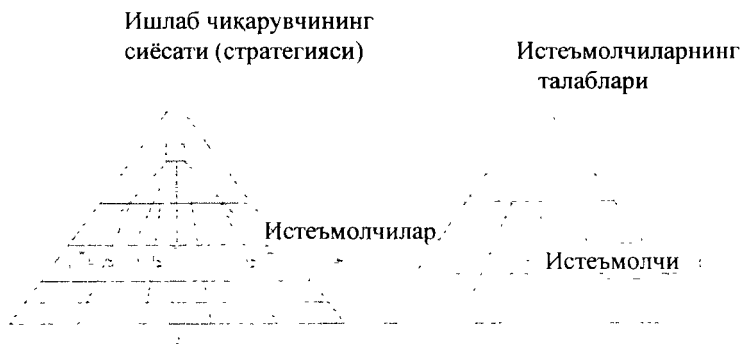 Ишлаб чиқарувчининг
сиёсати (стратегияси)
Истеъмолчиларнинг
талаблари
Истеъмолчилар
Истеъмолчи